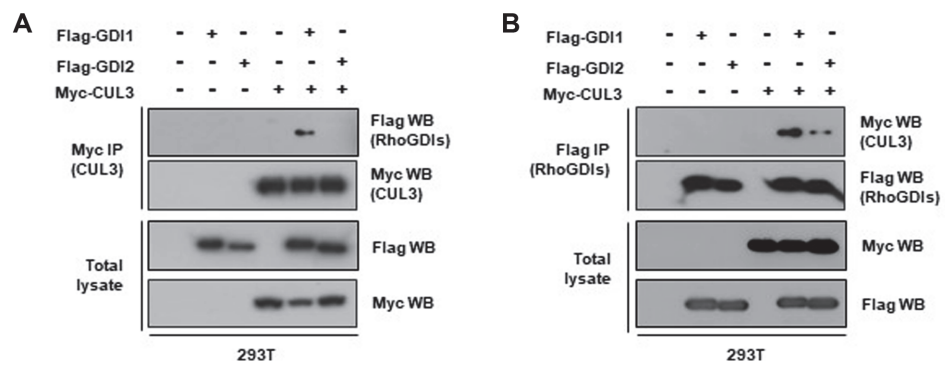 A
Flag-GDI1 - + - - + -
Flag-GDI2 - - + - - +
Myc-CUL3 - - - + + +
Myc IP
(CUL3)
Flag WB
(RhoGDIs)
Myc WB
(CUL3)
Total
lysate
Flag WB
Myc WB
293T
B
Flag-GDI1 - + - - + -
Flag-GDI2 - - + - - +
Myc-CUL3 - - - + + +
Flag IP
(RhoGDIs)
Myc WB
(CUL3)
Flag WB
(RhoGDIs)
Total
lysate
Myc WB
Flag WB
293T